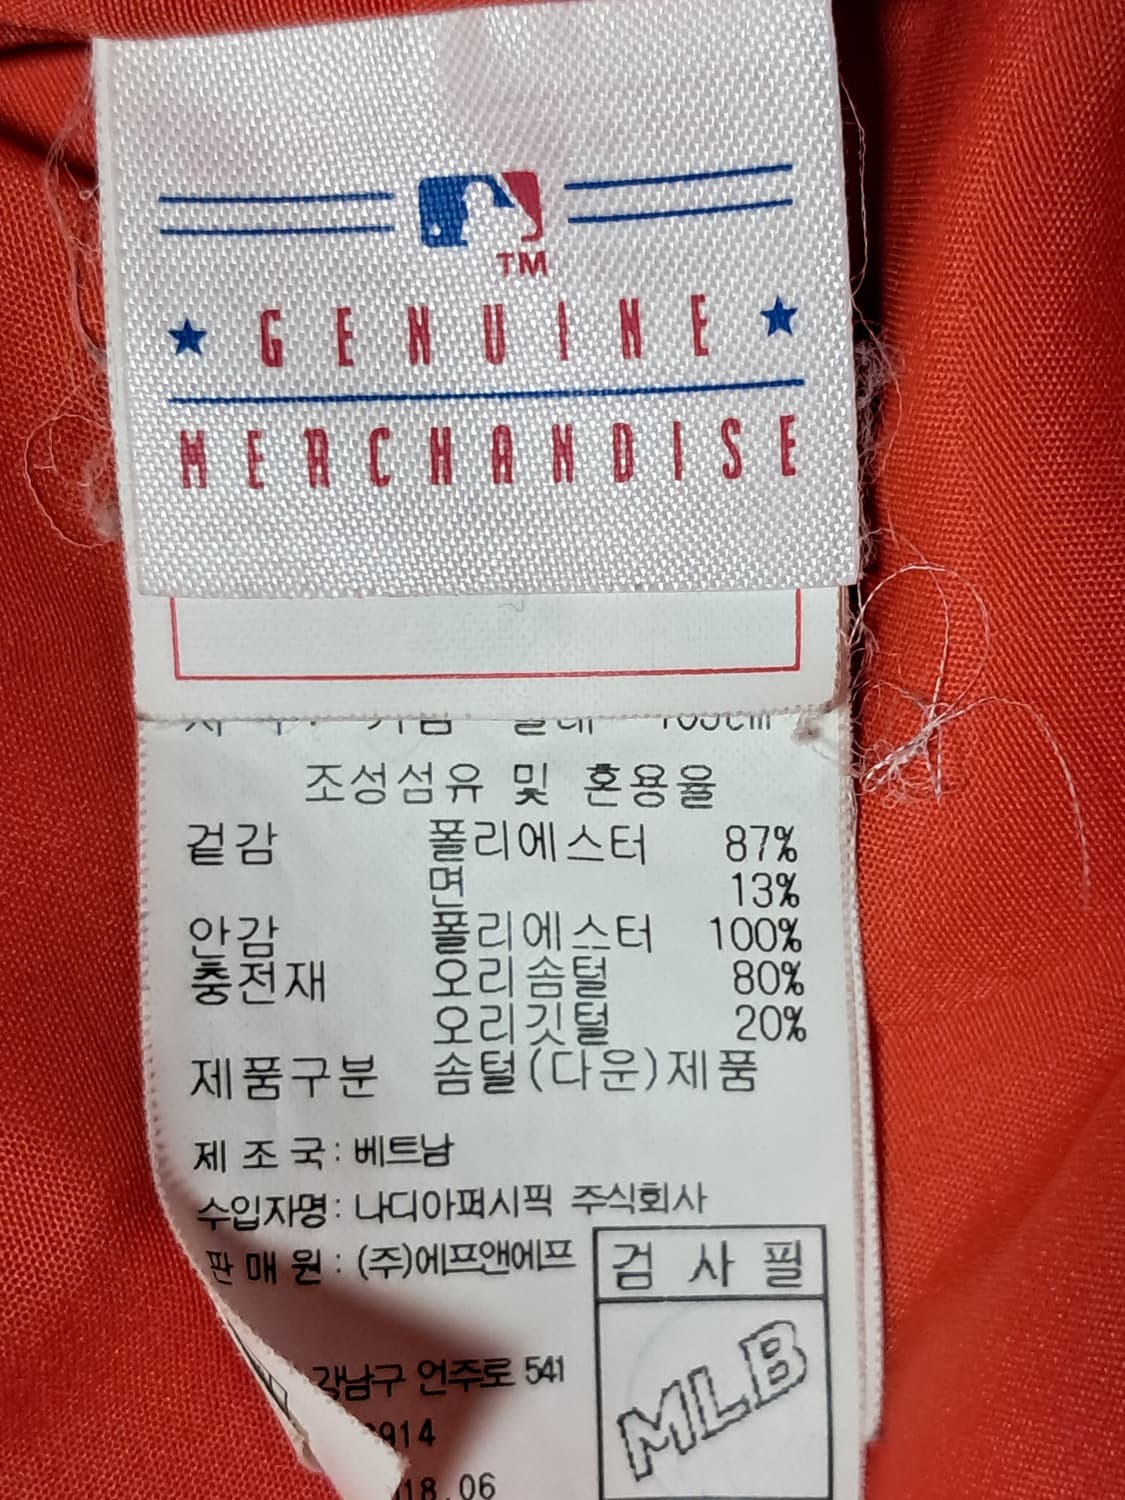 TM
GENUINE
MERCHANDISE
조성섬유 및 혼용율
겉감 폴리에스터 87%
면 13%
안감 폴리에스터 100%
충전재 오리솜털 80%
오리깃털 20%
제품구분 솜털(다운)제품
제 조 국: 베트남
수입자명: 나디아퍼시픽 주식회사
판 매 원: (주)에프앤에프
검 사 필
MLB
강남구 언주로 541
914
18.06